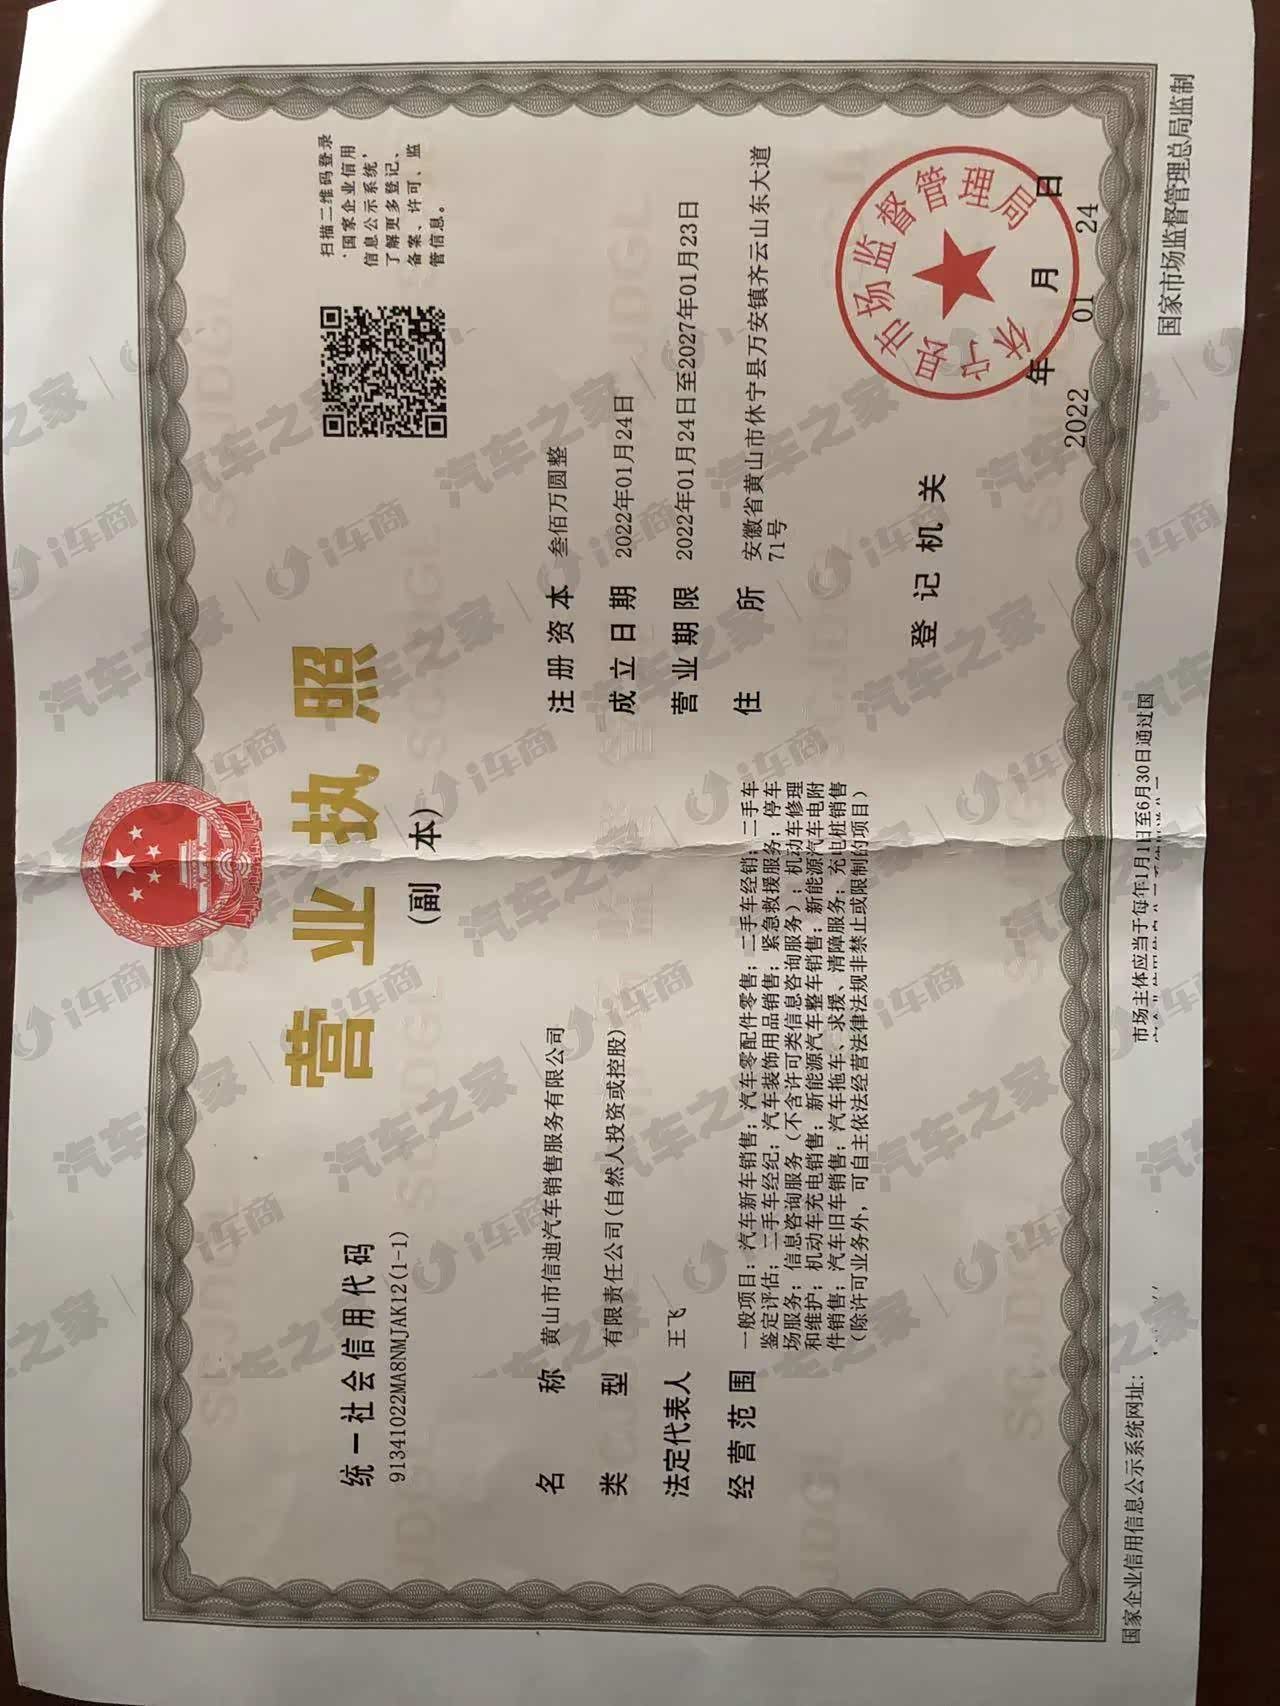 营业执照
(副 本)
统一社会信用代码
91341022MA8NMJAK12(1-1)
扫描二维码登录
'国家企业信用
信息公示系统'
了解更多登记、
备案、许可、监
管信息。
名 称 黄山市信迪汽车销售服务有限公司
类 型 有限责任公司(自然人投资或控股)
法定代表人 王飞
经营范围 一般项目：汽车新车销售；汽车零配件零售；二手车经销；二手车
鉴定评估；二手车经纪；汽车装饰用品销售；紧急救援服务；停车
场服务；信息咨询服务（不含许可类信息咨询服务）；机动车修理
和维护；机动车充电销售；新能源汽车整车销售；新能源汽车电附
件销售；汽车旧车销售；汽车拖车、求援、清障服务；充电桩销售
（除许可业务外，可自主依法经营法律法规非禁止或限制的项目）
注册资本 叁佰万圆整
成立日期 2022年01月24日
营业期限 2022年01月24日至2027年01月23日
住 所 安徽省黄山市休宁县万安镇齐云山东大道
71号
登记机关
休宁县市场监督管理局
年 月 日
2022 01 24
国家企业信用信息公示系统网址：
市场主体应当于每年1月1日至6月30日通过国
国家市场监督管理总局监制
汽车之家 | i车商